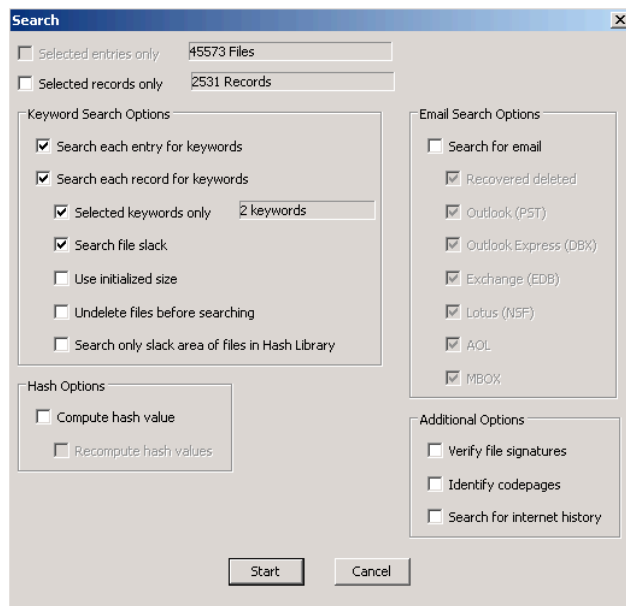 Search
Selected entries only 45573 Files
Selected records only 2531 Records
Keyword Search Options
Search each entry for keywords
Search each record for keywords
Selected keywords only 2 keywords
Search file slack
Use initialized size
Undelete files before searching
Search only slack area of files in Hash Library
Hash Options
Compute hash value
Recompute hash values
Email Search Options
Search for email
Recovered deleted
Outlook (PST)
Outlook Express (DBX)
Exchange (EDB)
Lotus (NSF)
AOL
MBOX
Additional Options
Verify file signatures
Identify codepages
Search for internet history
Start Cancel